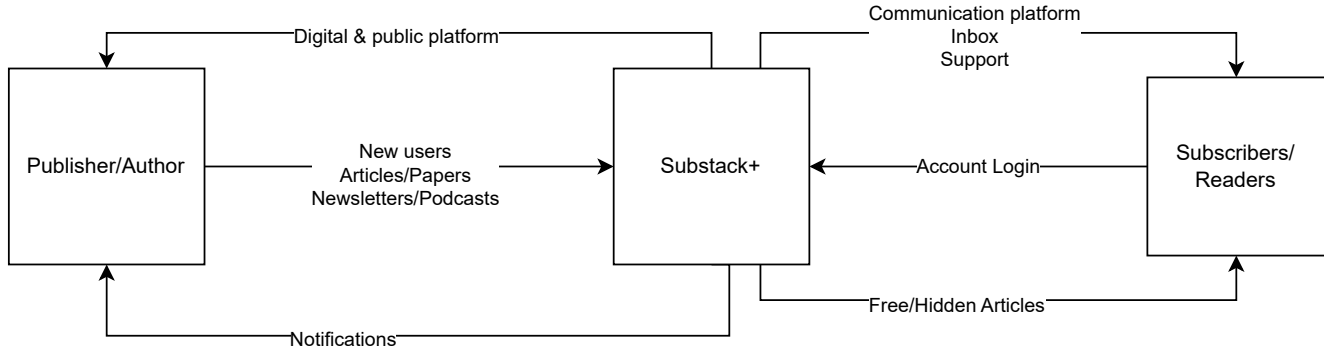 Communication platform
Inbox
Support
Digital & public platform
Publisher/Author
New users
Articles/Papers
Newsletters/Podcasts
Substack+
Account Login
Subscribers/
Readers
Free/Hidden Articles
Notifications